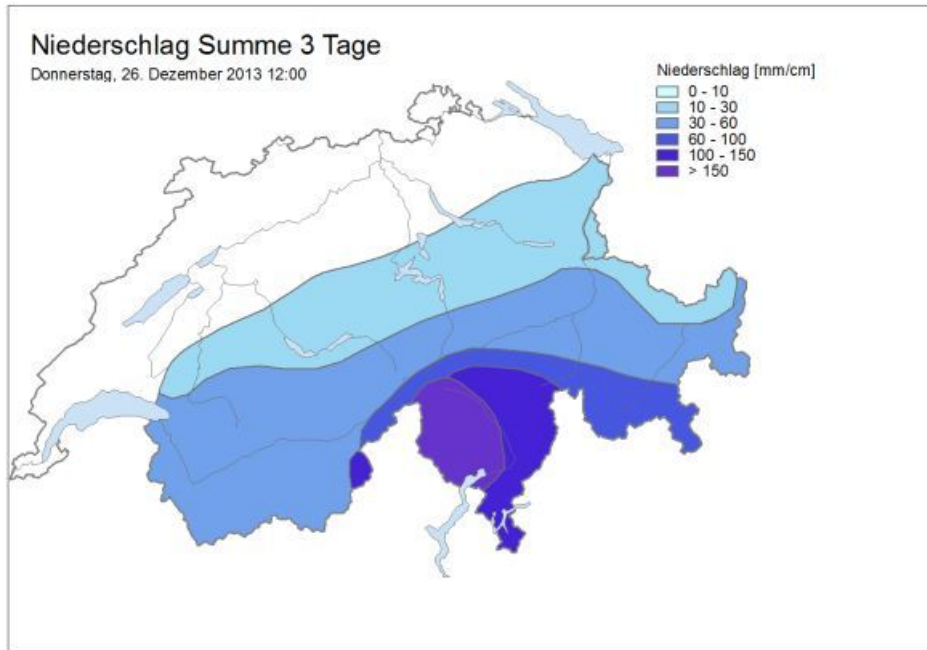 Niederschlag Summe 3 Tage
Donnerstag, 26. Dezember 2013 12:00
Niederschlag [mm/cm]
0 - 10
10 - 30
30 - 60
60 - 100
100 - 150
> 150